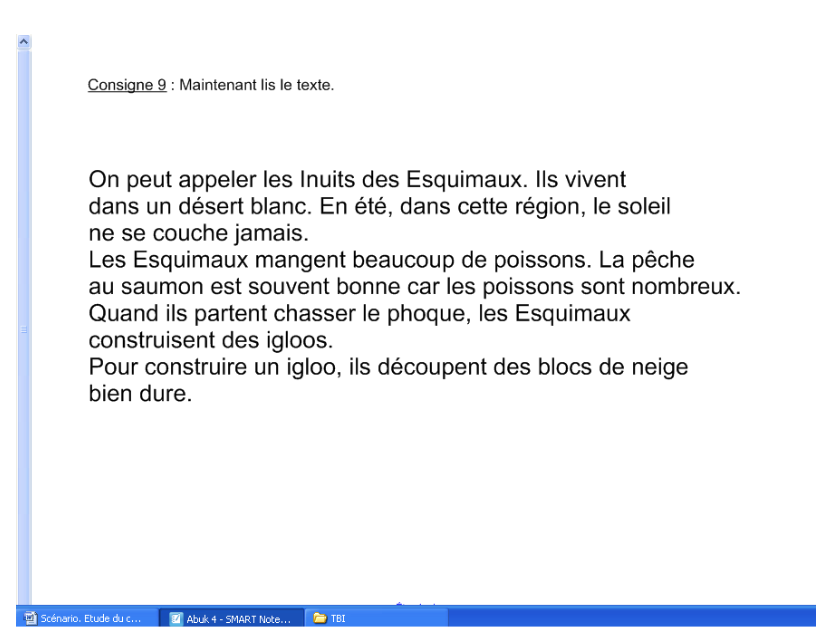 Consigne 9 : Maintenant lis le texte.
On peut appeler les Inuits des Esquimaux. Ils vivent
dans un désert blanc. En été, dans cette région, le soleil
ne se couche jamais.
Les Esquimaux mangent beaucoup de poissons. La pêche
au saumon est souvent bonne car les poissons sont nombreux.
Quand ils partent chasser le phoque, les Esquimaux
construisent des igloos.
Pour construire un igloo, ils découpent des blocs de neige
bien dure.
Scénario. Etude du c... Abuk 4 - SMART Note... TBI